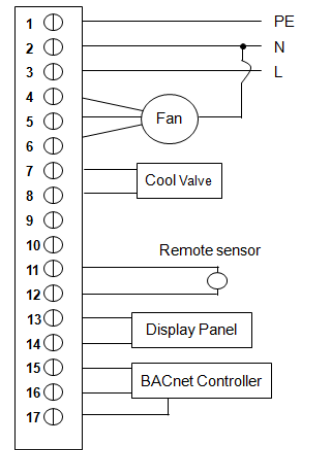 1 PE
2 N
3 L
4
5 Fan
6
7
Cool Valve
8
9
10
Remote sensor
11
12
13
Display Panel
14
15
BACnet Controller
16
17